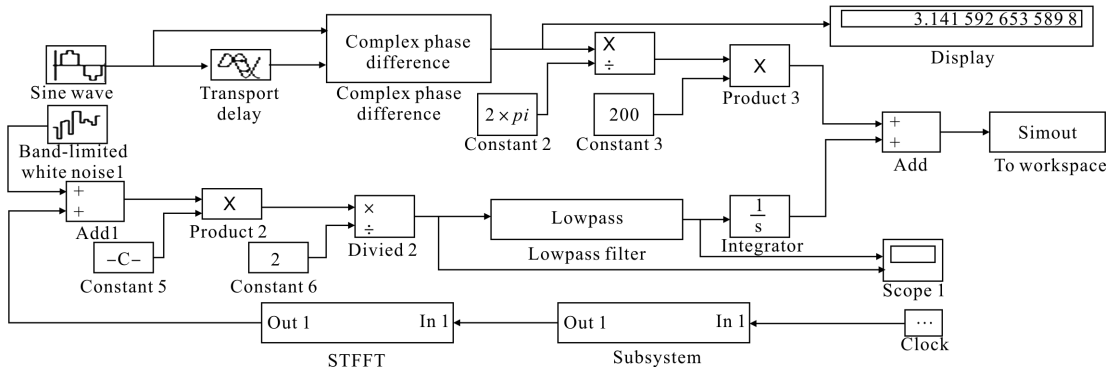 3.141 592 653 589 8
Display
Complex phase
difference
Complex phase
difference
Sine wave
Transport
delay
X
÷
2 × pi
Constant 2
200
Constant 3
X
Product 3
Band-limited
white noise1
+
+
Add
Simout
To workspace
+
+
Add1
X
Product 2
–C–
Constant 5
×
÷
Divied 2
2
Constant 6
Lowpass
Lowpass filter
1
s
Integrator
Scope 1
Out 1
In 1
STFFT
Out 1
In 1
Subsystem
...
Clock